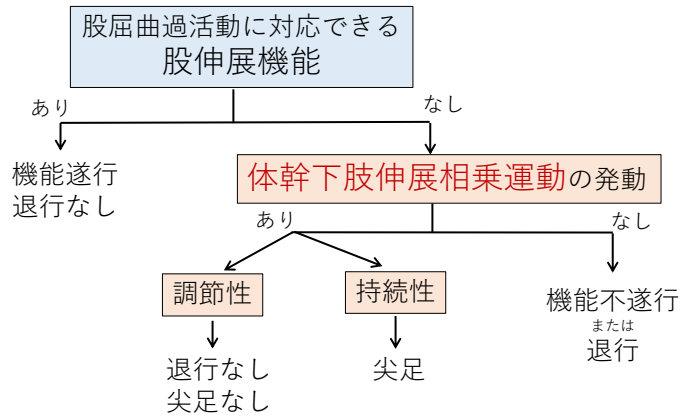 股屈曲過活動に対応できる
股伸展機能
あり
なし
機能遂行
退行なし
体幹下肢伸展相乗運動の発動
あり
なし
調節性
持続性
機能不遂行
または
退行
退行なし
尖足なし
尖足